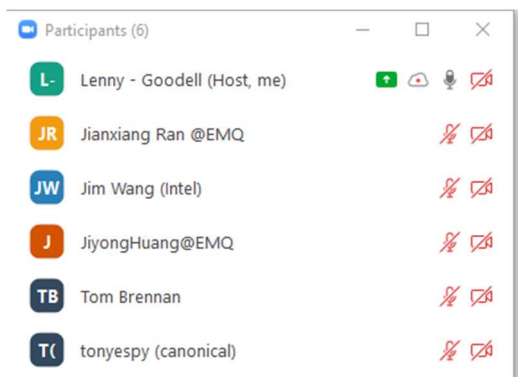 Participants (6)
L- Lenny - Goodell (Host, me)
JR Jianxiang Ran @EMQ
JW Jim Wang (Intel)
J JiyongHuang@EMQ
TB Tom Brennan
T( tonyespy (canonical)